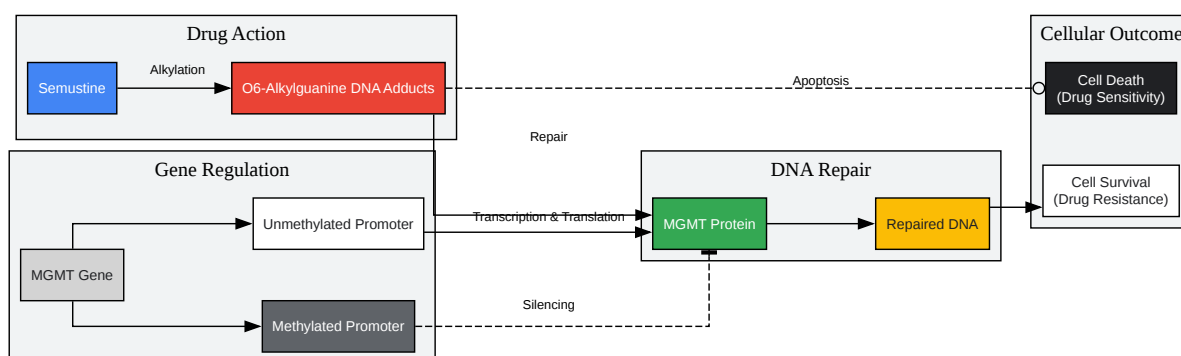 Drug Action
Cellular Outcome
Semustine
Alkylation
O6-Alkylguanine DNA Adducts
Apoptosis
Cell Death
(Drug Sensitivity)
Repair
Gene Regulation
DNA Repair
Cell Survival
(Drug Resistance)
Unmethylated Promoter
Transcription & Translation
MGMT Protein
Repaired DNA
MGMT Gene
Silencing
Methylated Promoter